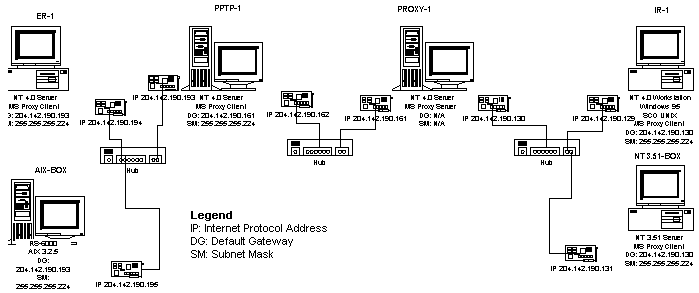 ER-1
PPTP-1
PROXY-1
IR-1
NT 4.0 Server
MS Proxy Client
204.142.190.193
255.255.255.224
IP 204.142.190.194
IP 204.142.190.193
NT 4.0 Server
MS Proxy Client
DG: 204.142.190.161
SM: 255.255.255.224
IP 204.142.190.162
IP 204.142.190.161
NT 4.0 Server
MS Proxy Server
DG: N/A
SM: N/A
IP 204.142.190.130
IP 204.142.190.129
NT 4.0 Workstation
Windows 95
SCO UNIX
MS Proxy Client
DG: 204.142.190.130
SM: 255.255.255.224
Hub
Hub
Hub
AIX-BOX
RS-6000
AIX 3.2.5
DG:
204.142.190.193
SM:
255.255.255.224
IP 204.142.190.195
Legend
IP: Internet Protocol Address
DG: Default Gateway
SM: Subnet Mask
NT3.51-BOX
NT 3.51 Server
MS Proxy Client
DG: 204.142.190.130
SM: 255.255.255.224
IP 204.142.190.131